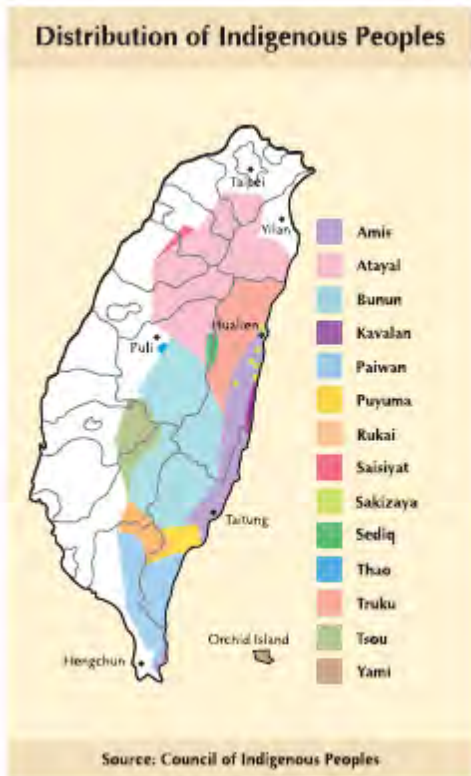 Distribution of Indigenous Peoples
Taipei
Yilan
Hualien
Puli
Taitung
Orchid Island
Hengchun
Amis
Atayal
Bunun
Kavalan
Paiwan
Puyuma
Rukai
Saisiyat
Sakizaya
Sediq
Thao
Truku
Tsou
Yami
Source: Council of Indigenous Peoples